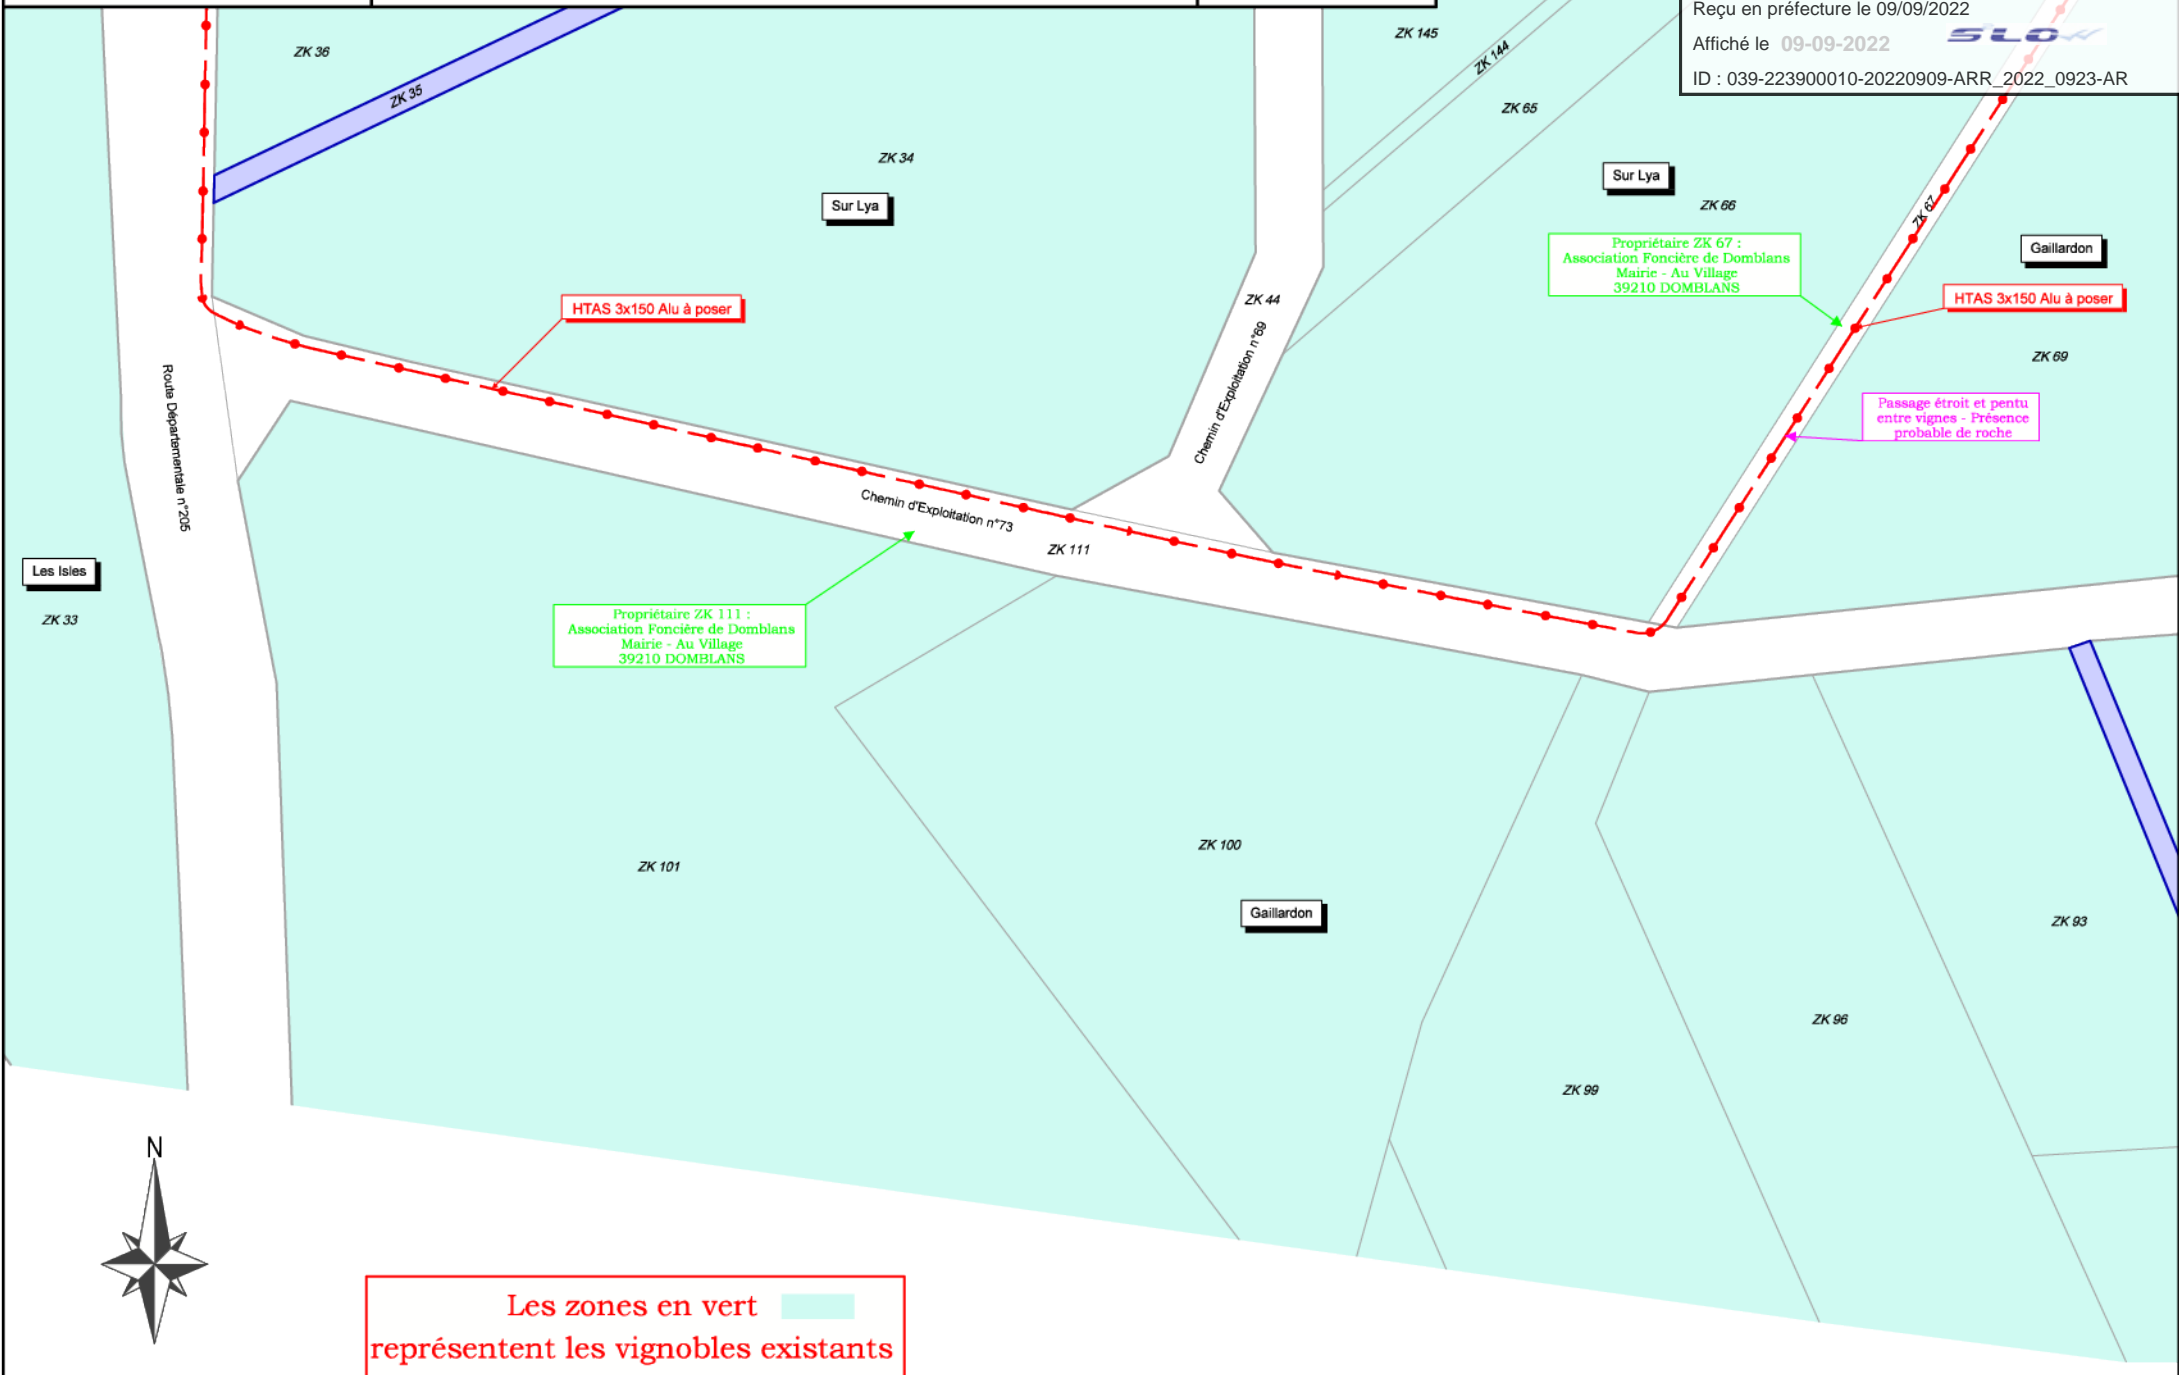 Reçu en préfecture le 09/09/2022
Affiché le 09-09-2022
SLOW
ID : 039-223900010-20220909-ARR_2022_0923-AR
ZK 36
ZK 35
ZK 34
Sur Lya
ZK 145
ZK 144
ZK 65
Sur Lya
ZK 66
ZK 67
Gaillardon
Propriétaire ZK 67 :
Association Foncière de Domblans
Mairie - Au Village
39210 DOMBLANS
HTAS 3x150 Alu à poser
HTAS 3x150 Alu à poser
ZK 44
Chemin d'Exploitation n°69
ZK 69
Passage étroit et pentu
entre vignes - Présence
probable de roche
Route Départementale n°205
Chemin d'Exploitation n°73
ZK 111
Les Isles
ZK 33
Propriétaire ZK 111 :
Association Foncière de Domblans
Mairie - Au Village
39210 DOMBLANS
ZK 101
ZK 100
Gaillardon
ZK 93
ZK 96
ZK 99
N
Les zones en vert
représentent les vignobles existants